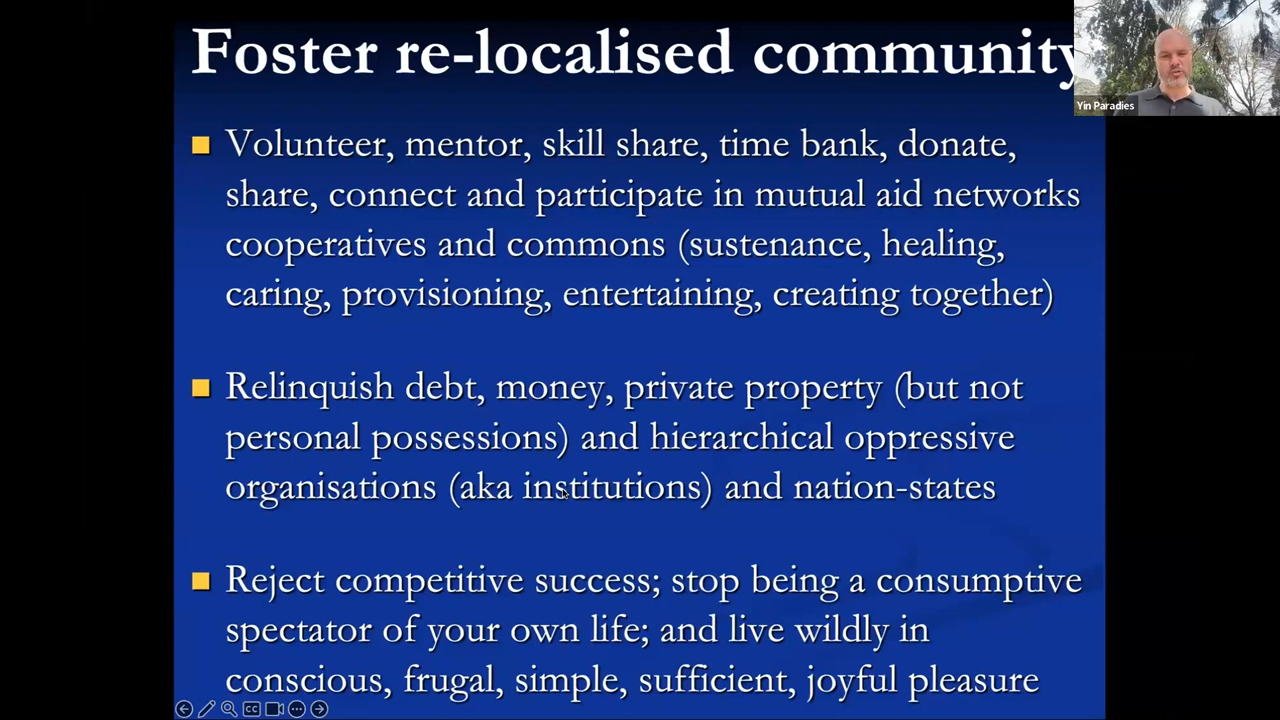 Foster re-localised community
Yin Paradies
Volunteer, mentor, skill share, time bank, donate,
share, connect and participate in mutual aid networks
cooperatives and commons (sustenance, healing,
caring, provisioning, entertaining, creating together)
Relinquish debt, money, private property (but not
personal possessions) and hierarchical oppressive
organisations (aka institutions) and nation-states
Reject competitive success; stop being a consumptive
spectator of your own life; and live wildly in
conscious, frugal, simple, sufficient, joyful pleasure
CC